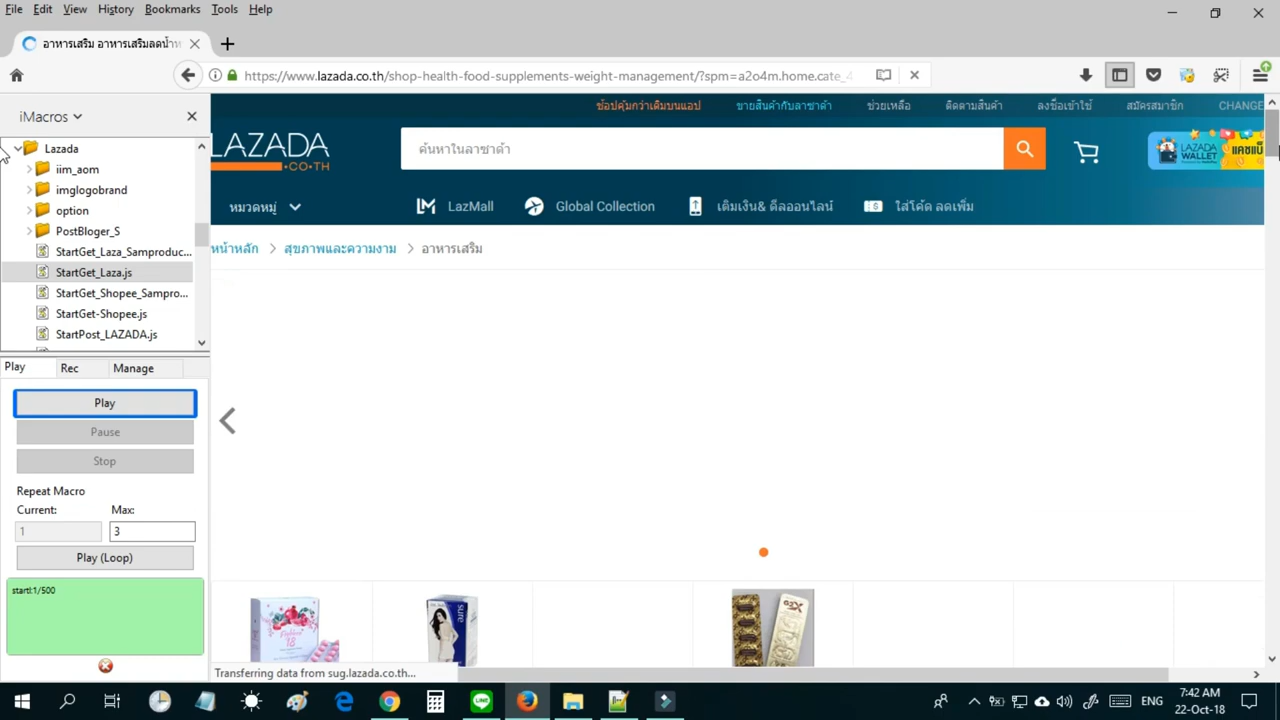 File Edit View History Bookmarks Tools Help
อาหารเสริม อาหารเสริมลดน้ำห
https://www.lazada.co.th/shop-health-food-supplements-weight-management/?spm=a2o4m.home.cate_4
iMacros
Lazada
iim_aom
imglogobrand
option
PostBloger_S
StartGet_Laza_Samproduc...
StartGet_Laza.js
StartGet_Shopee_Sampro...
StartGet-Shopee.js
StartPost_LAZADA.js
Play Rec Manage
Play
Pause
Stop
Repeat Macro
Current: Max:
1 3
Play (Loop)
startI:1/500
ช้อปคุ้มกว่าเดิมบนแอป ขายสินค้ากับลาซาด้า ช่วยเหลือ ติดตามสินค้า ลงชื่อเข้าใช้ สมัครสมาชิก CHANGE
LAZADA
.CO.TH
ค้นหาในลาซาด้า
LAZADA
WALLET
แคชแบ็
หมวดหมู่ LazMall Global Collection เติมเงิน& ดีลออนไลน์ ใส่โค้ด ลดเพิ่ม
หน้าหลัก สุขภาพและความงาม อาหารเสริม
Transferring data from sug.lazada.co.th...
ENG
7:42 AM
22-Oct-18